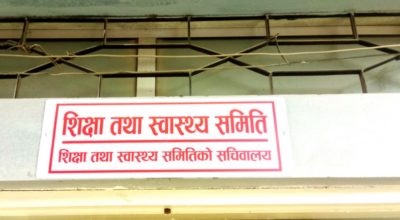 शिक्षा तथा स्वास्थ्य समिति
शिक्षा तथा स्वास्थ्य समितिको सचिवालय